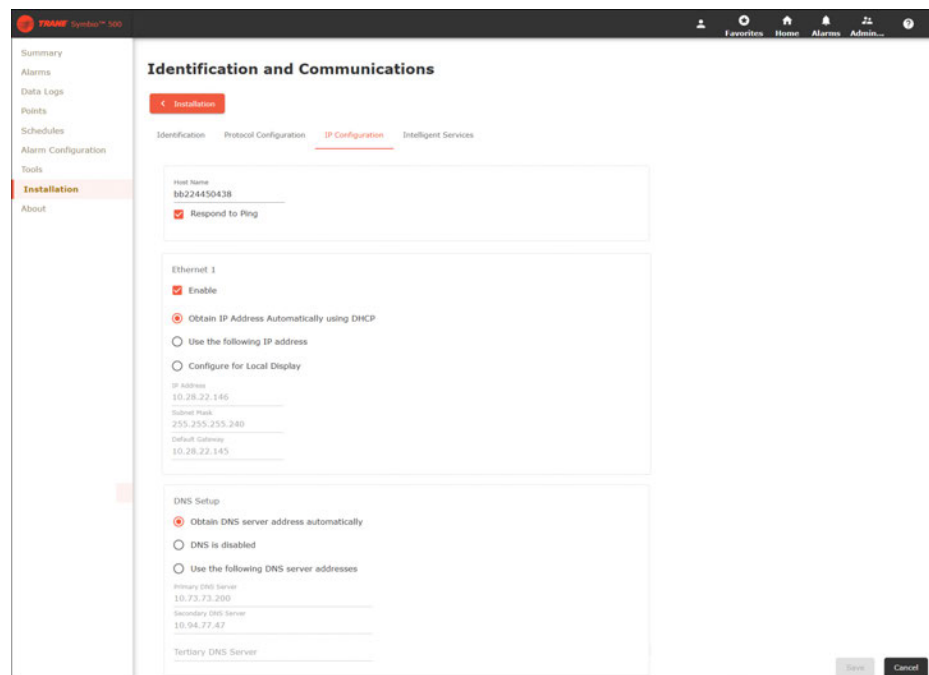 TRANE Symbio™ 500
Favorites Home Alarms Admin...
Summary
Alarms
Data Logs
Points
Schedules
Alarm Configuration
Tools
Installation
About
Identification and Communications
Installation
Identification Protocol Configuration IP Configuration Intelligent Services
Host Name
bb224450438
Respond to Ping
Ethernet 1
Enable
Obtain IP Address Automatically using DHCP
Use the following IP address
Configure for Local Display
IP Address
10.28.22.146
Subnet Mask
255.255.255.240
Default Gateway
10.28.22.145
DNS Setup
Obtain DNS server address automatically
DNS is disabled
Use the following DNS server addresses
Primary DNS Server
10.73.73.200
Secondary DNS Server
10.94.77.47
Tertiary DNS Server
Save Cancel